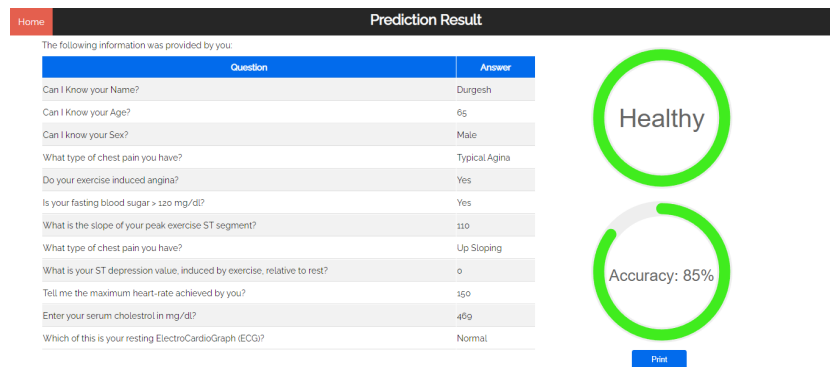 Home
Prediction Result
The following information was provided by you:
Question Answer
Can I Know your Name? Durgesh
Can I Know your Age? 65
Can I know your Sex? Male
What type of chest pain you have? Typical Agina
Do your exercise induced angina? Yes
Is your fasting blood sugar > 120 mg/dl? Yes
What is the slope of your peak exercise ST segment? 110
What type of chest pain you have? Up Sloping
What is your ST depression value, induced by exercise, relative to rest? 0
Tell me the maximum heart-rate achieved by you? 150
Enter your serum cholestrol in mg/dl? 469
Which of this is your resting ElectroCardioGraph (ECG)? Normal
Healthy
Accuracy: 85%
Print